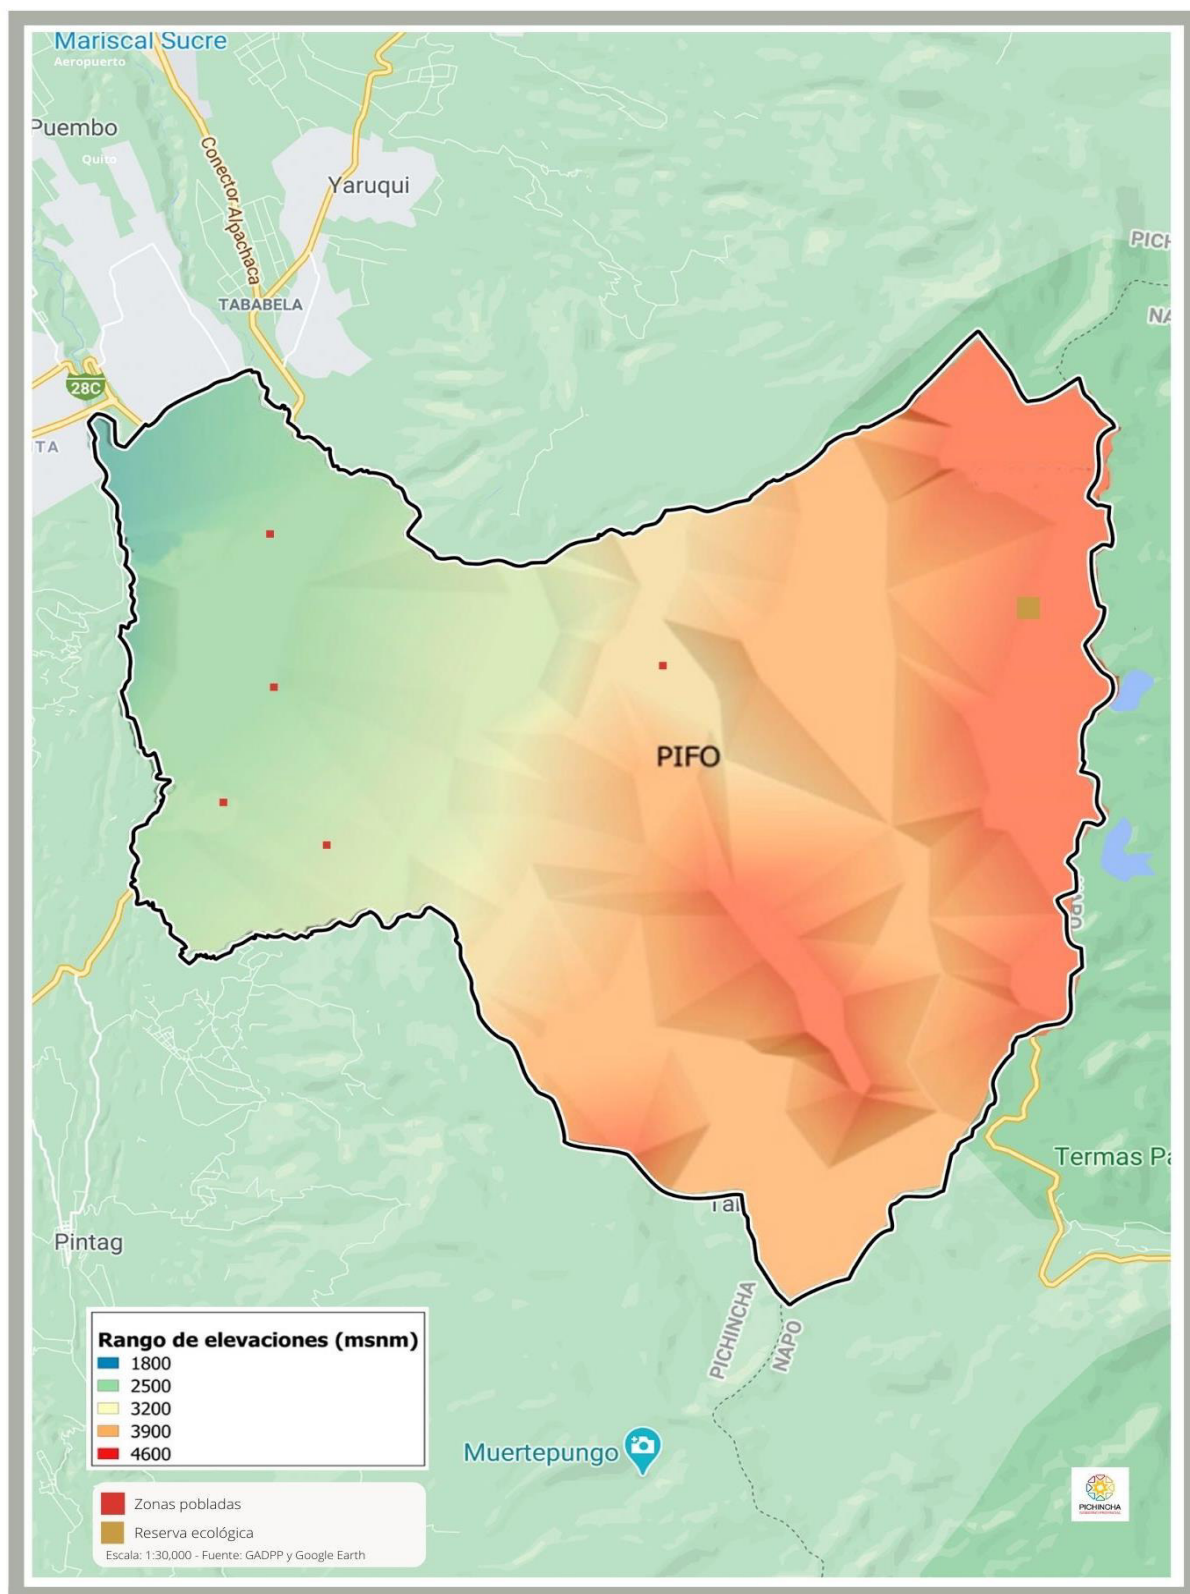 Mariscal Sucre
Aeropuerto
Puembo
Quito
Conector Alpachaca
Yaruqui
TABABELA
PICH
NA
28C
TA
PIFO
Termas Pa
Pintag
PICHINCHA
NAPO
Rango de elevaciones (msnm)
1800
2500
3200
3900
4600
Muertepungo
Zonas pobladas
Reserva ecológica
Escala: 1:30,000 - Fuente: GADPP y Google Earth
PICHINCHA